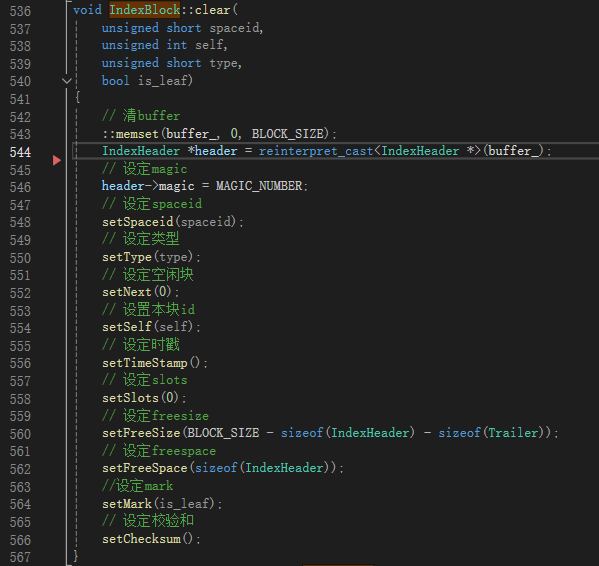 536 void IndexBlock::clear(
537 unsigned short spaceid,
538 unsigned int self,
539 unsigned short type,
540 bool is_leaf)
541 {
542 // 清buffer
543 ::memset(buffer_, 0, BLOCK_SIZE);
544 IndexHeader *header = reinterpret_cast<IndexHeader *>(buffer_);
545 // 设定magic
546 header->magic = MAGIC_NUMBER;
547 // 设定spaceid
548 setSpaceid(spaceid);
549 // 设定类型
550 setType(type);
551 // 设定空闲块
552 setNext(0);
553 // 设置本块id
554 setSelf(self);
555 // 设定时戳
556 setTimeStamp();
557 // 设定slots
558 setSlots(0);
559 // 设定freesize
560 setFreeSize(BLOCK_SIZE - sizeof(IndexHeader) - sizeof(Trailer));
561 // 设定freespace
562 setFreeSpace(sizeof(IndexHeader));
563 //设定mark
564 setMark(is_leaf);
565 // 设定校验和
566 setChecksum();
567 }